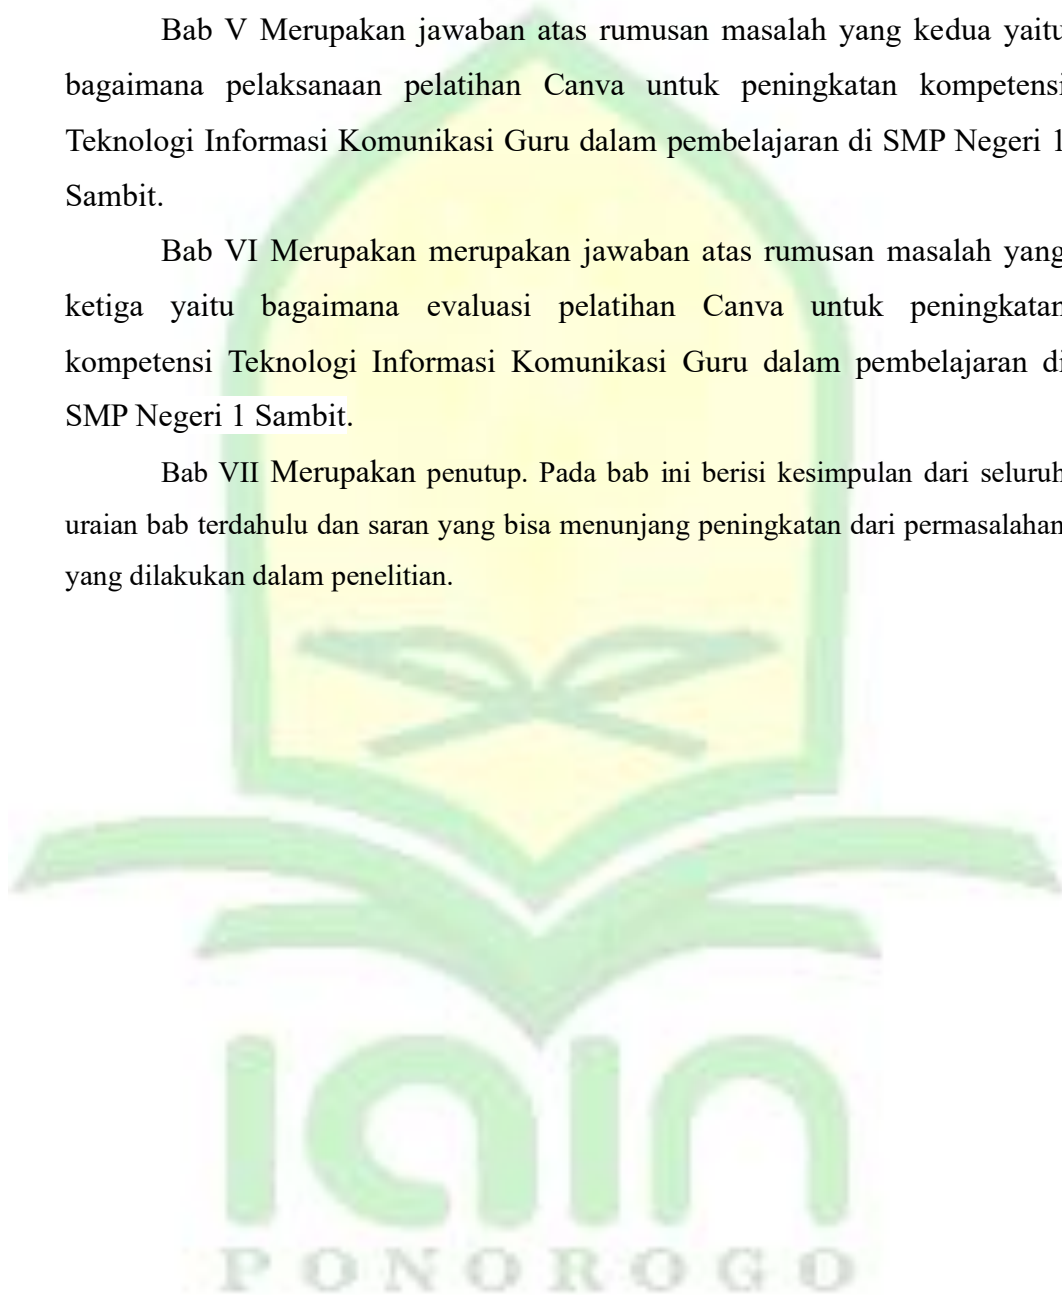 Bab V Merupakan jawaban atas rumusan masalah yang kedua yaitu
bagaimana pelaksanaan pelatihan Canva untuk peningkatan kompetensi
Teknologi Informasi Komunikasi Guru dalam pembelajaran di SMP Negeri 1
Sambit.
Bab VI Merupakan merupakan jawaban atas rumusan masalah yang
ketiga yaitu bagaimana evaluasi pelatihan Canva untuk peningkatan
kompetensi Teknologi Informasi Komunikasi Guru dalam pembelajaran di
SMP Negeri 1 Sambit.
Bab VII Merupakan penutup. Pada bab ini berisi kesimpulan dari seluruh
uraian bab terdahulu dan saran yang bisa menunjang peningkatan dari permasalahan
yang dilakukan dalam penelitian.
iain
PONOROGO